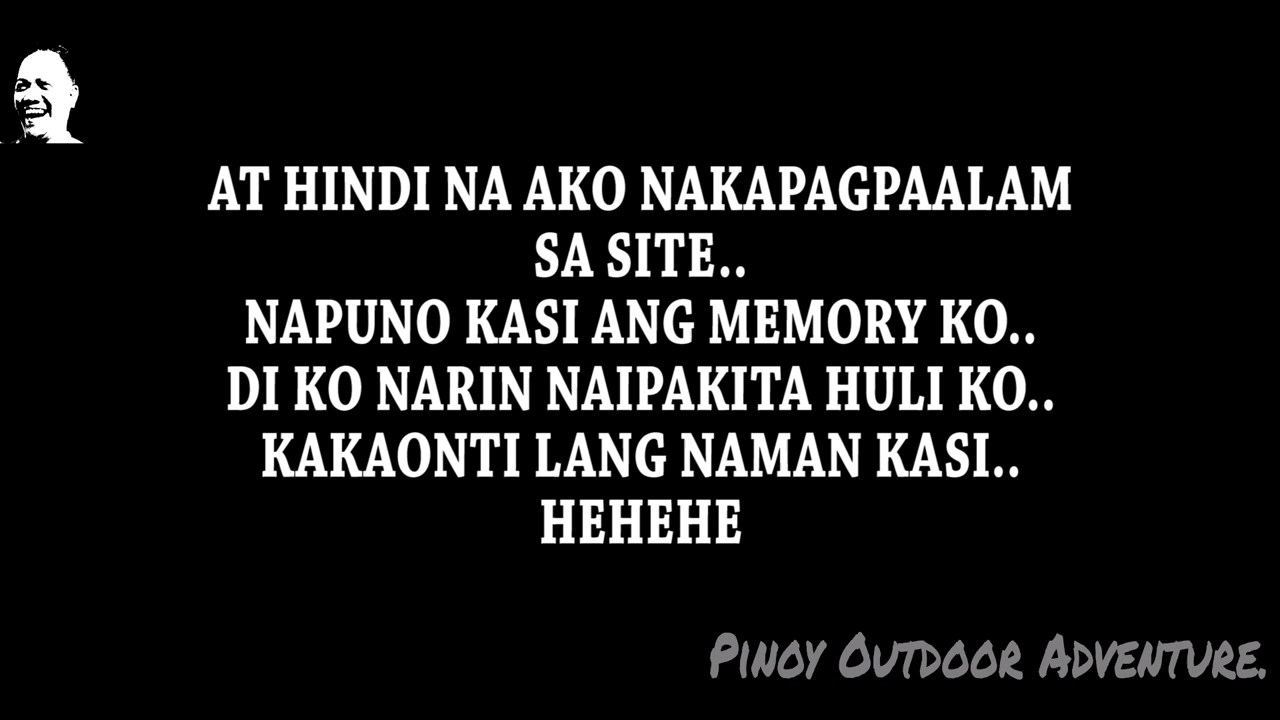 AT HINDI NA AKO NAKAPAGPAALAM
SA SITE..
NAPUNO KASI ANG MEMORY KO..
DI KO NARIN NAIPAKITA HULI KO..
KAKAONTI LANG NAMAN KASI..
HEHEHE
PINOY OUTDOOR ADVENTURE.